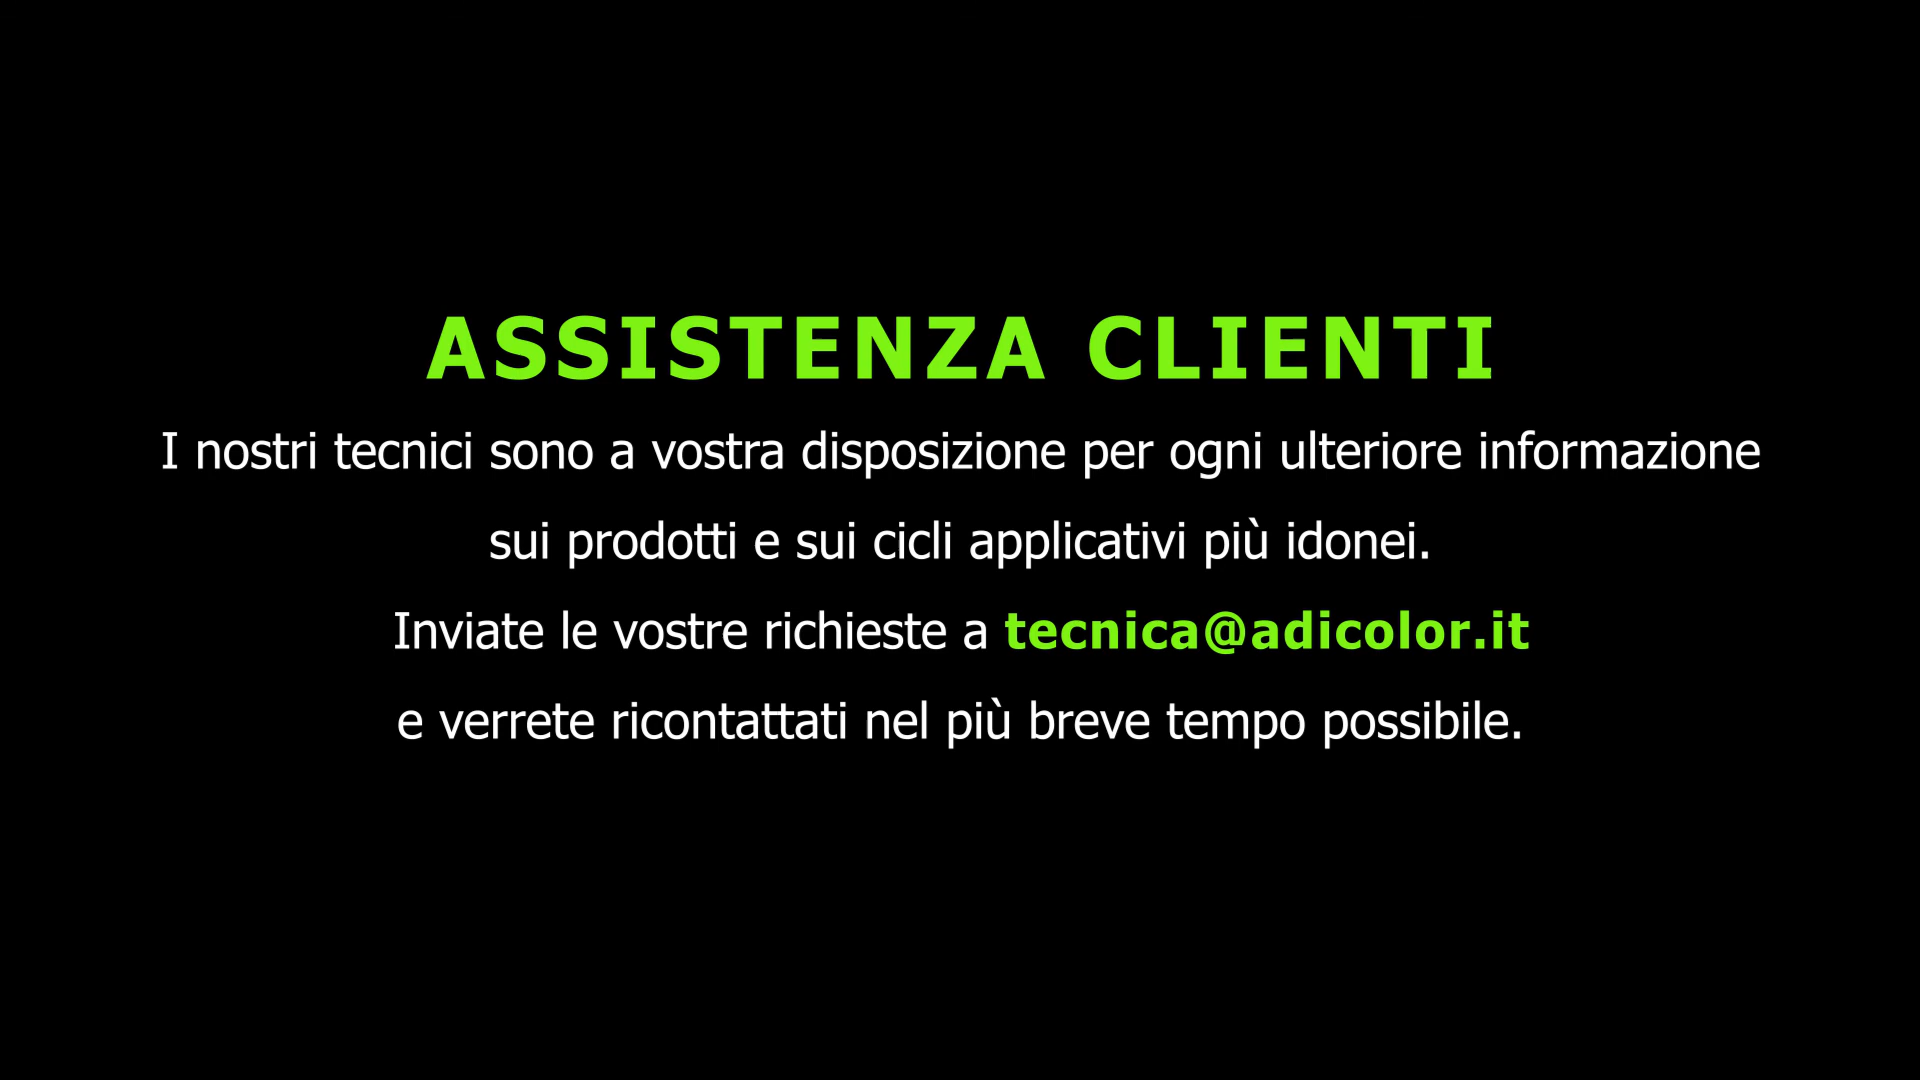 ASSISTENZA CLIENTI
I nostri tecnici sono a vostra disposizione per ogni ulteriore informazione
sui prodotti e sui cicli applicativi più idonei.
Inviate le vostre richieste a tecnica@adicolor.it
e verrete ricontattati nel più breve tempo possibile.